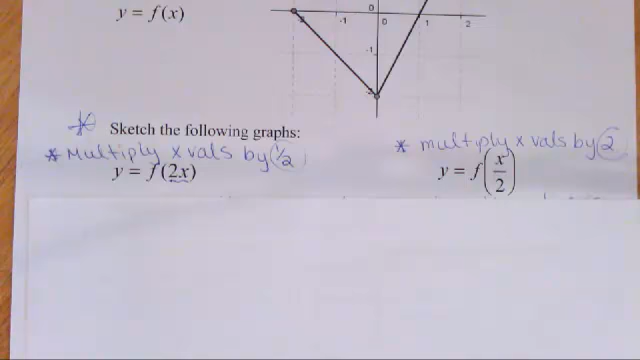 y = f(x)
0
-1
0
1
2
-1
Sketch the following graphs:
* Multiply x vals by 1/2
* multiply x vals by 2
y = f(2x)
y = f(x/2)